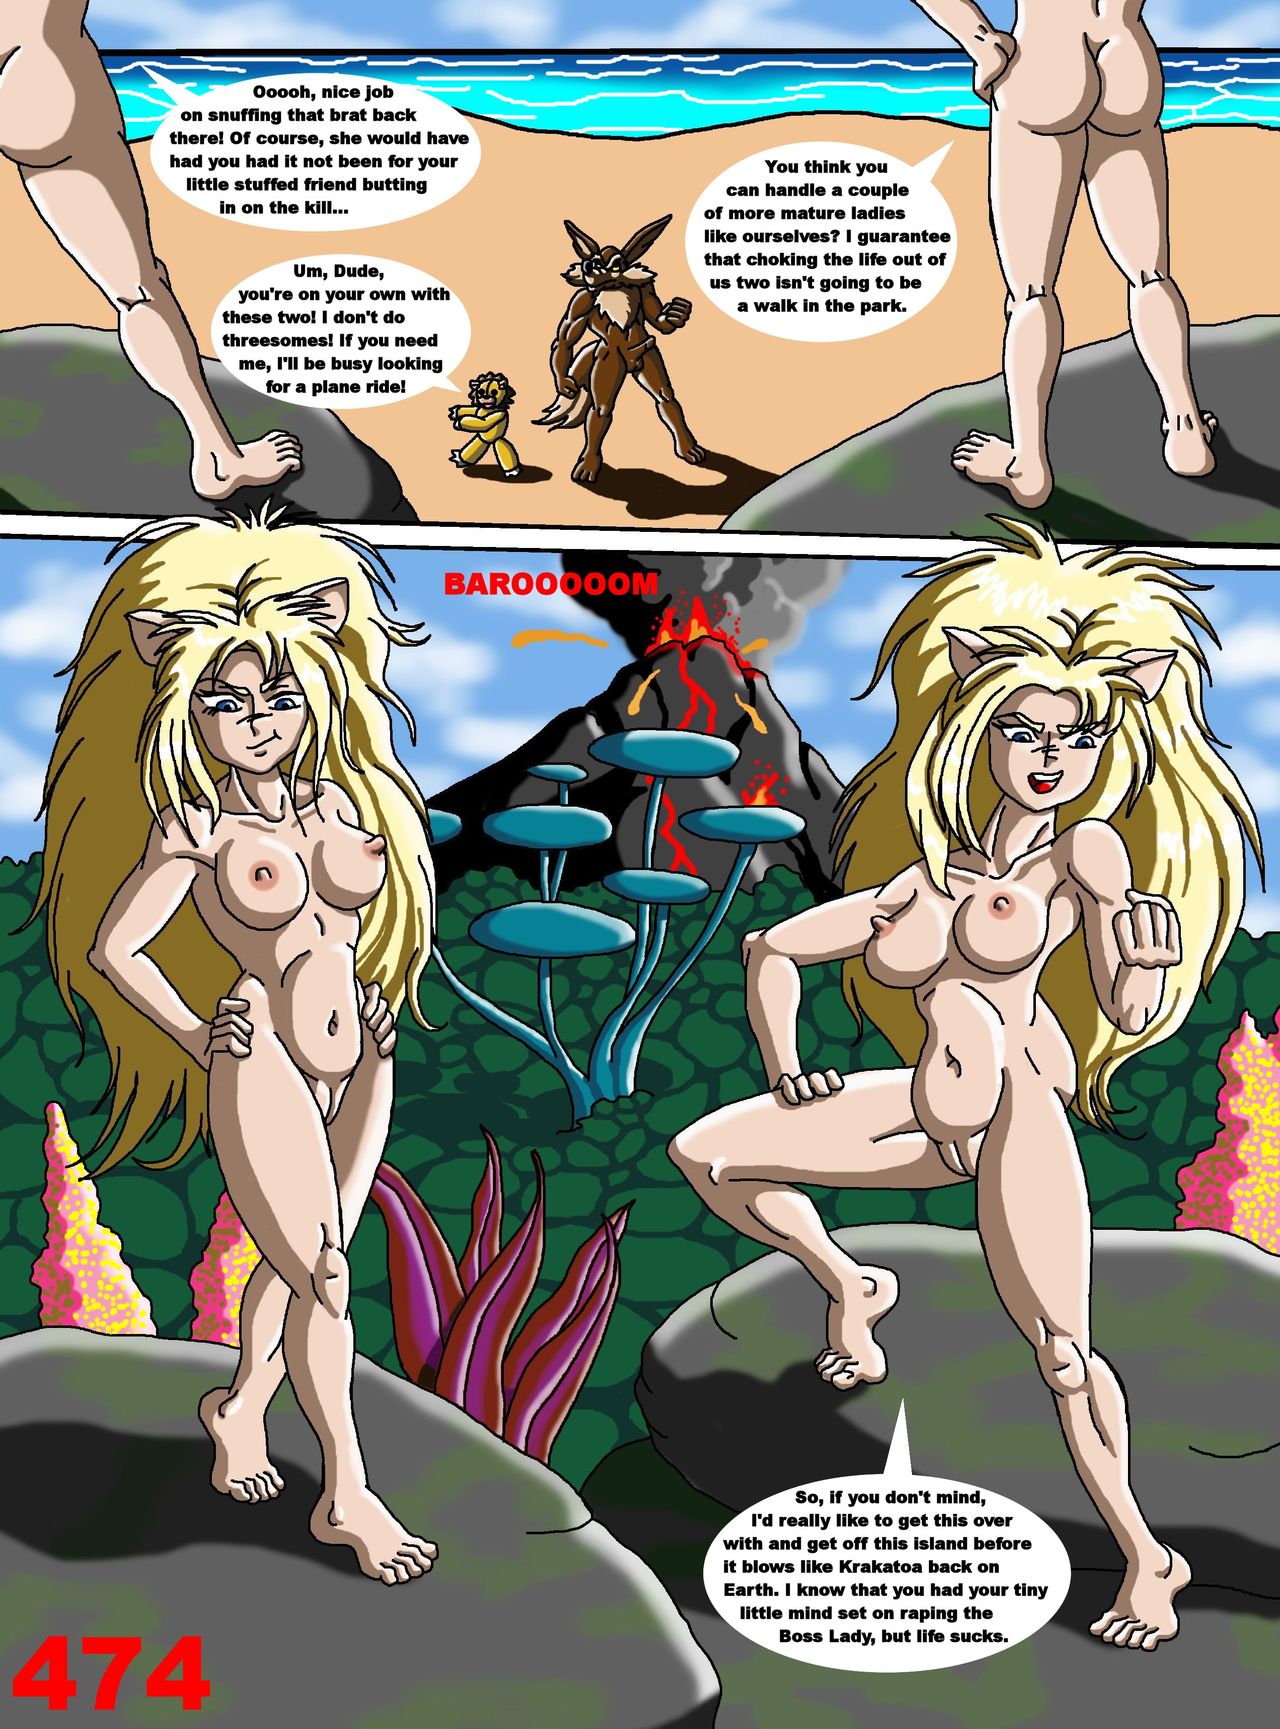 Ooooh, nice job
on snuffing that brat back
there! Of course, she would have
had you had it not been for your
little stuffed friend butting
in on the kill...
Um, Dude,
you're on your own with
these two! I don't do
threesomes! If you need
me, I'll be busy looking
for a plane ride!
You think you
can handle a couple
of more mature ladies
like ourselves? I guarantee
that choking the life out of
us two isn't going to be
a walk in the park.
BAROOOOOM
So, if you don't mind,
I'd really like to get this over
with and get off this island before
it blows like Krakatoa back on
Earth. I know that you had your tiny
little mind set on raping the
Boss Lady, but life sucks.
474